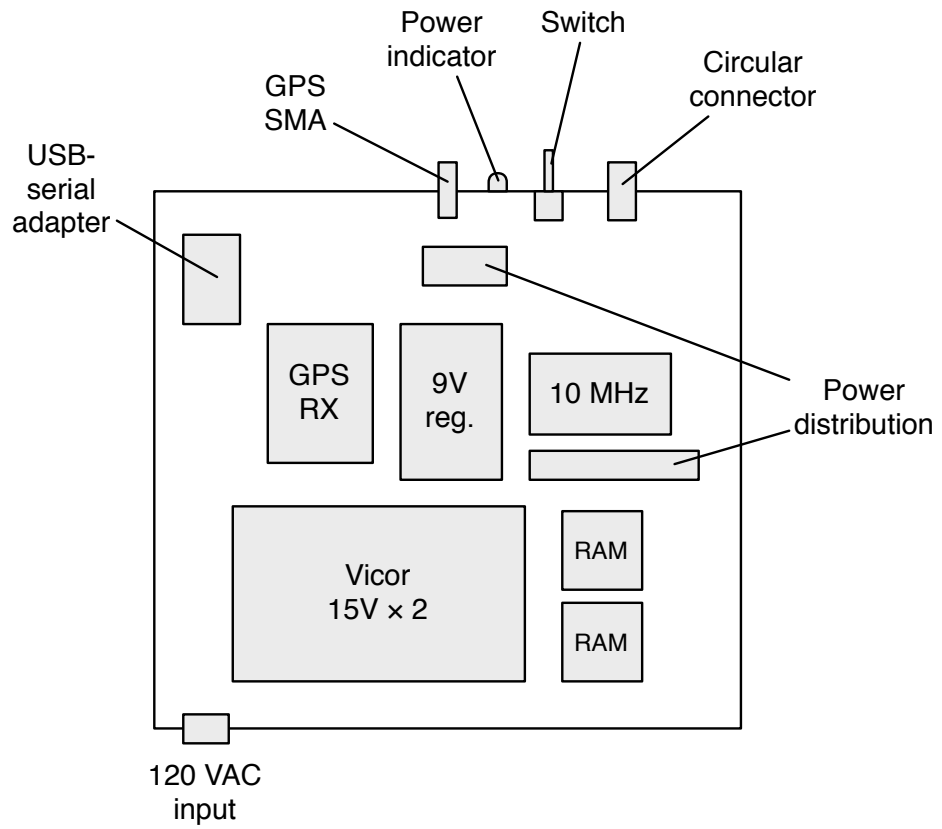 Power
indicator
Switch
Circular
connector
GPS
SMA
USB-
serial
adapter
GPS
RX
9V
reg.
10 MHz
Power
distribution
Vicor
15V × 2
RAM
RAM
120 VAC
input